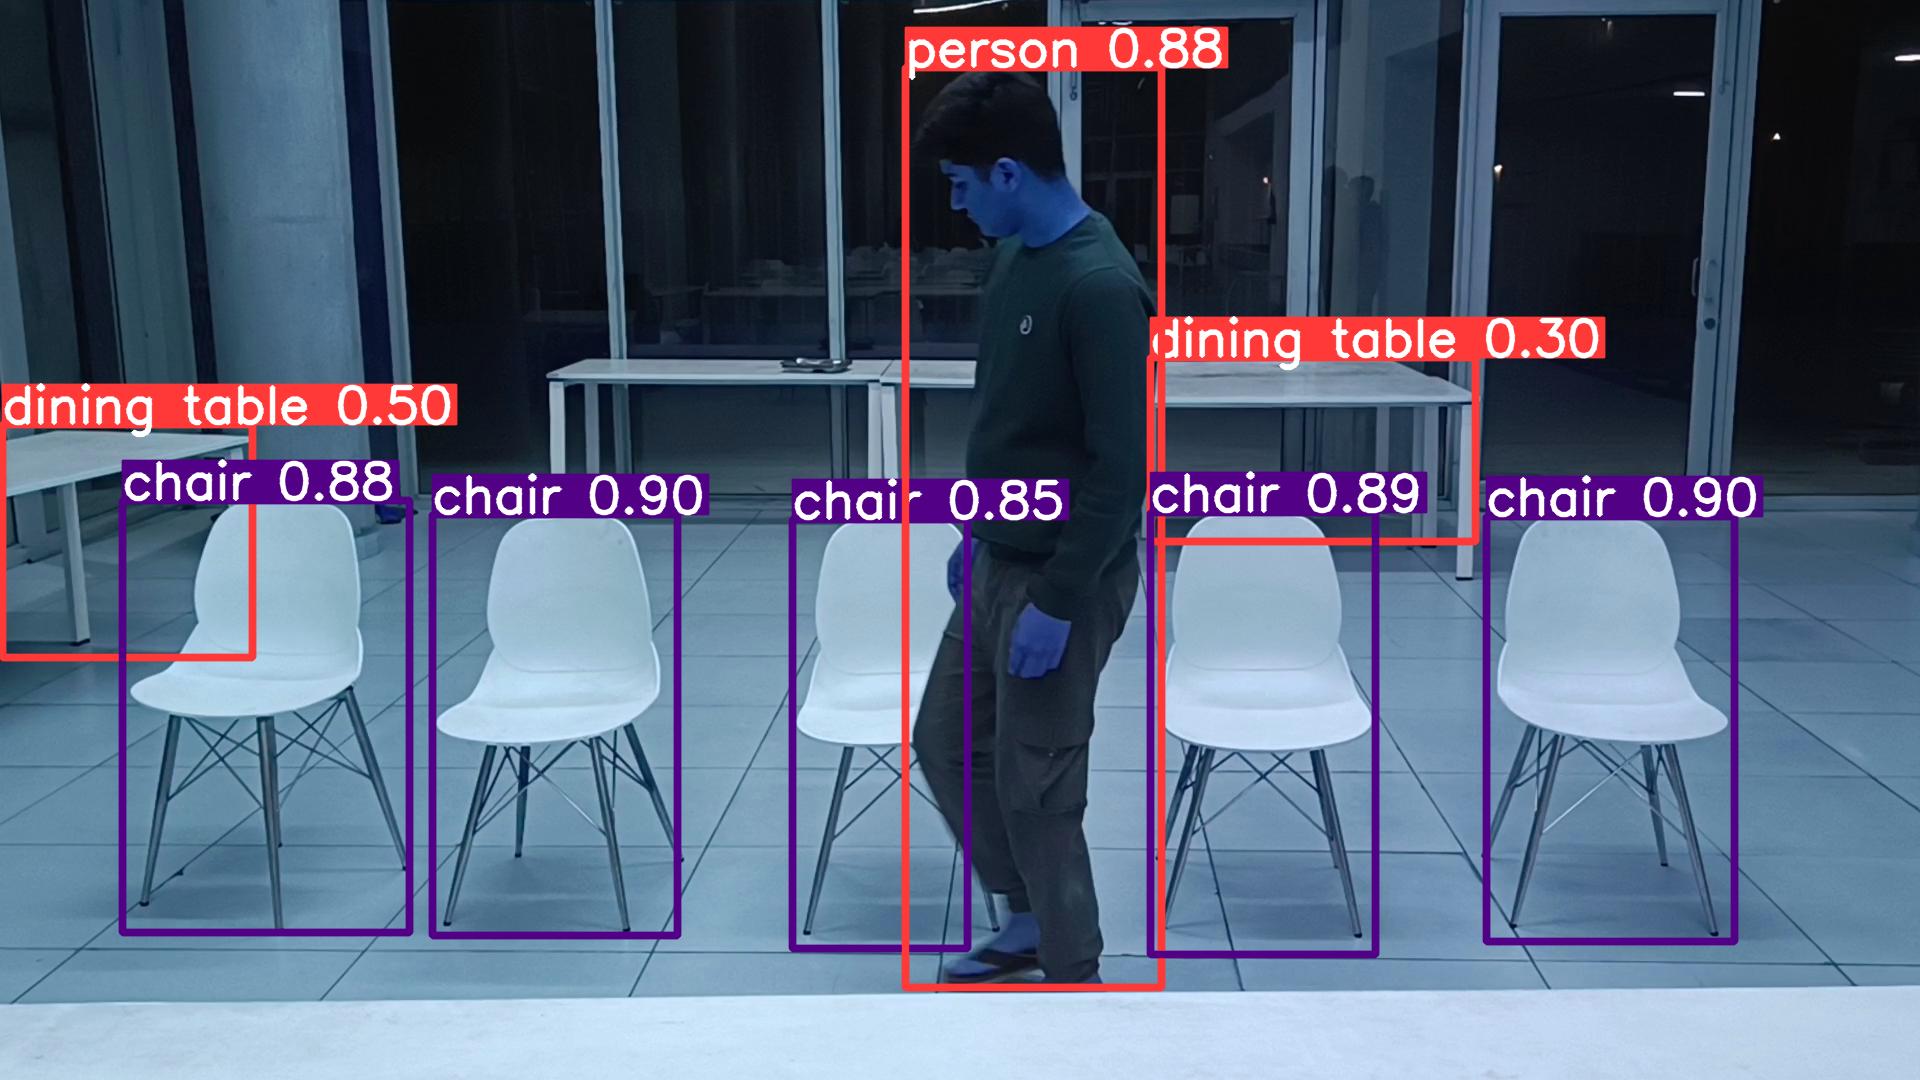 person 0.88
dining table 0.30
dining table 0.50
chair 0.88
chair 0.90
chair 0.85
chair 0.89
chair 0.90